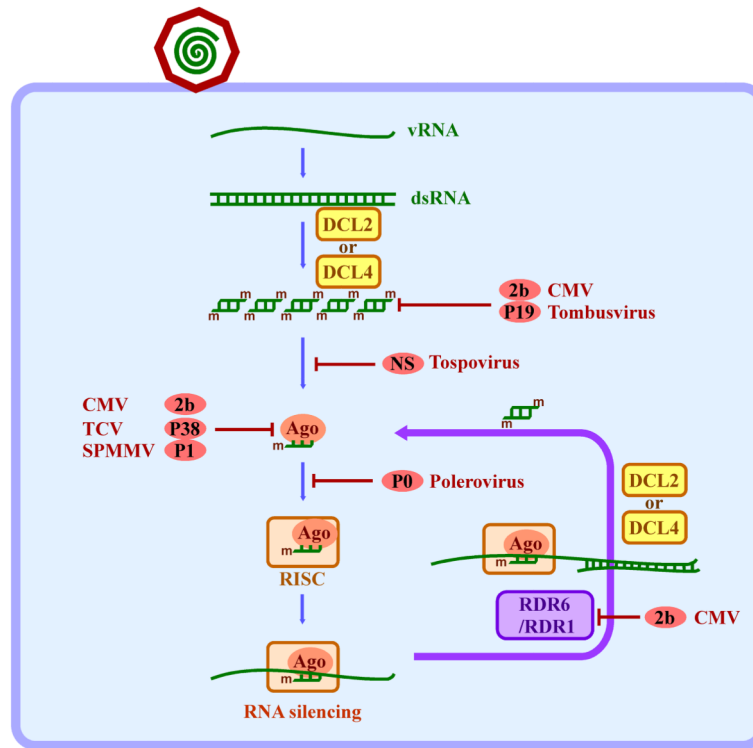 vRNA
dsRNA
DCL2
or
DCL4
m m m m m
m m m m m
2b CMV
P19 Tombusvirus
NS Tospovirus
CMV 2b
TCV P38
SPMMV P1
Ago
m
m
m
P0 Polerovirus
DCL2
or
DCL4
Ago
m
RISC
Ago
m
RDR6
/RDR1
2b CMV
Ago
m
RNA silencing